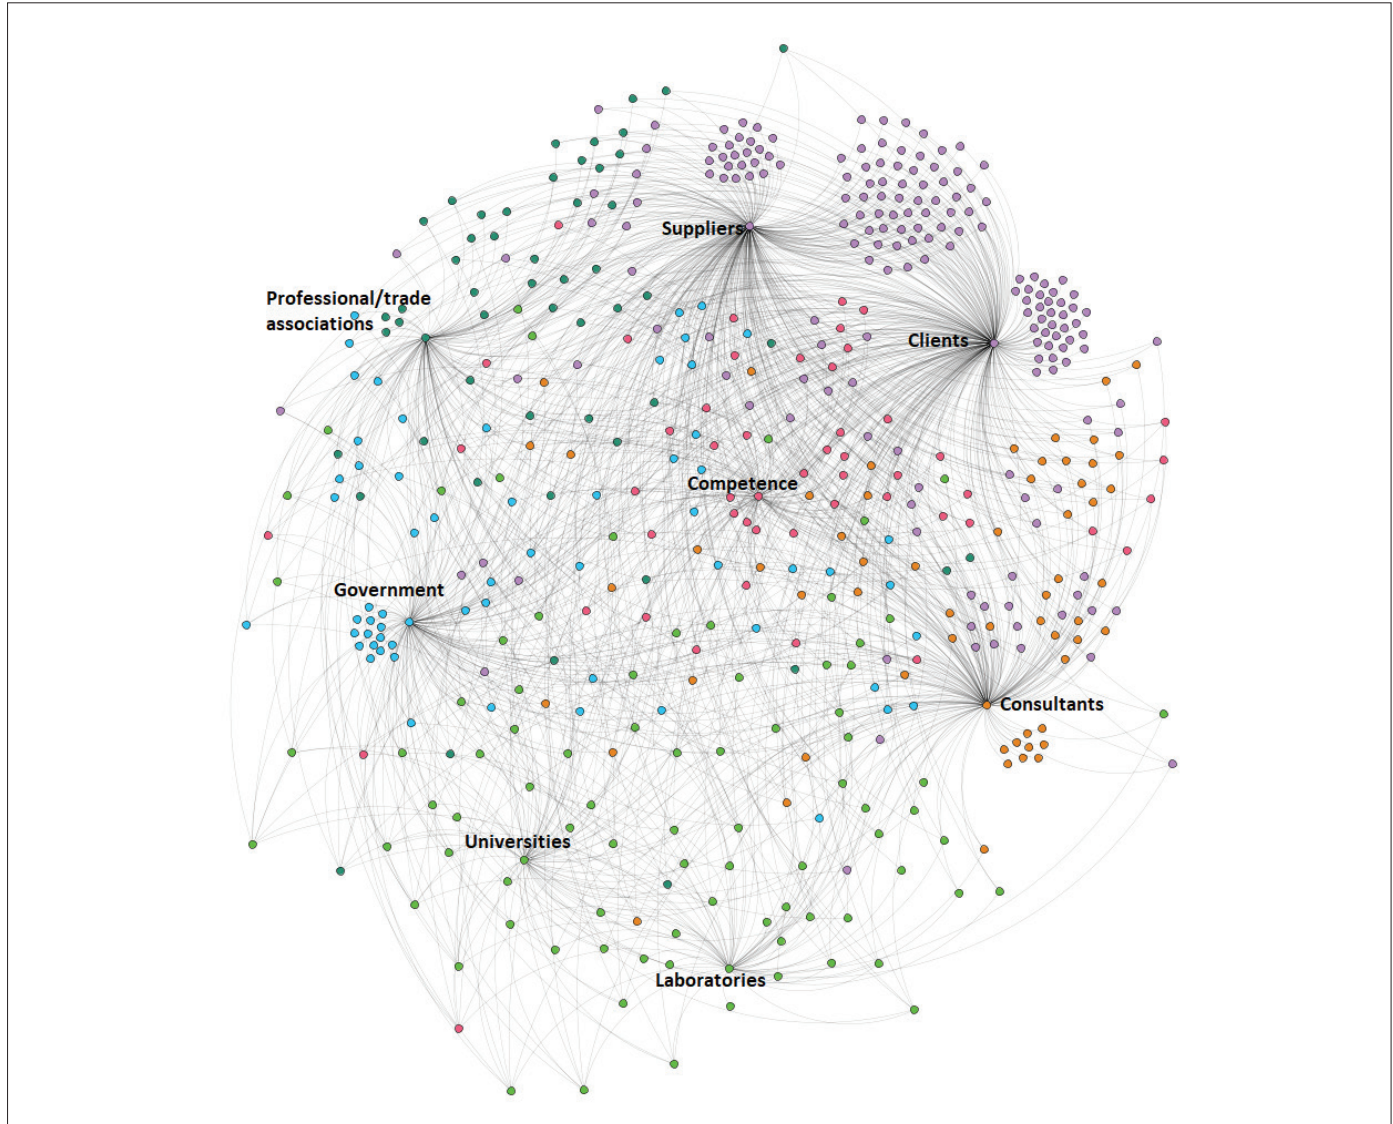 Suppliers
Professional/trade
associations
Clients
Competence
Government
Consultants
Universities
Laboratories